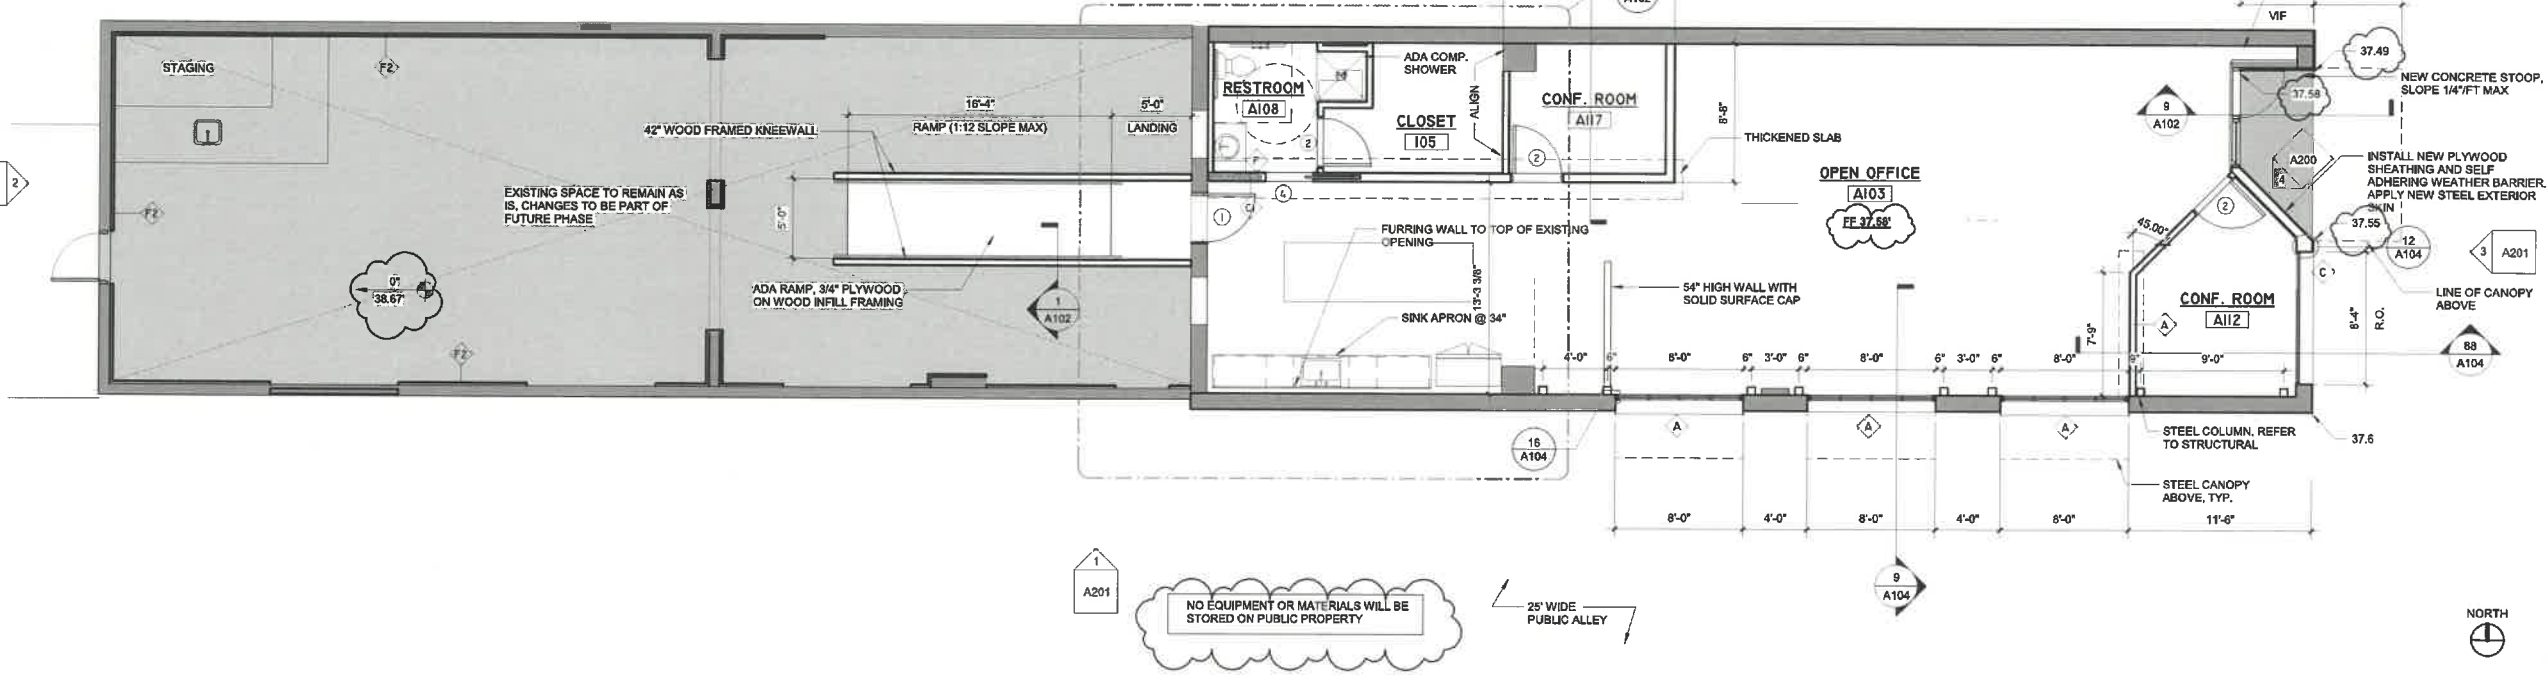 STAGING
F2
F2
F2
0"
38.67'
2
EXISTING SPACE TO REMAIN AS
IS, CHANGES TO BE PART OF
FUTURE PHASE
42" WOOD FRAMED KNEEWALL
16'-4"
RAMP (1:12 SLOPE MAX)
5'-0"
LANDING
5'-0"
ADA RAMP, 3/4" PLYWOOD
ON WOOD INFILL FRAMING
1
A102
RESTROOM
A108
2
F
4
1
C
ADA COMP.
SHOWER
CLOSET
105
ALIGN
CONF. ROOM
A117
2
8'-8"
THICKENED SLAB
FURRING WALL TO TOP OF EXISTING
OPENING
13'-3 3/8"
SINK APRON @ 34"
54" HIGH WALL WITH
SOLID SURFACE CAP
OPEN OFFICE
A103
FF 37.58'
9
A102
VIF
37.49
37.58
NEW CONCRETE STOOP,
SLOPE 1/4"/FT MAX
A200
4
INSTALL NEW PLYWOOD
SHEATHING AND SELF
ADHERING WEATHER BARRIER.
APPLY NEW STEEL EXTERIOR
SKIN
37.55
12
A104
3
A201
C
LINE OF CANOPY
ABOVE
2
45.00°
CONF. ROOM
A112
A
7'-9"
8'-4"
R.O.
88
A104
4'-0"
6"
8'-0"
6"
3'-0"
6"
8'-0"
6"
3'-0"
6"
8'-0"
9"
9'-0"
16
A104
A
A
A
STEEL COLUMN, REFER
TO STRUCTURAL
37.6
STEEL CANOPY
ABOVE, TYP.
8'-0"
4'-0"
8'-0"
4'-0"
8'-0"
11'-6"
9
A104
1
A201
NO EQUIPMENT OR MATERIALS WILL BE
STORED ON PUBLIC PROPERTY
25' WIDE
PUBLIC ALLEY
NORTH